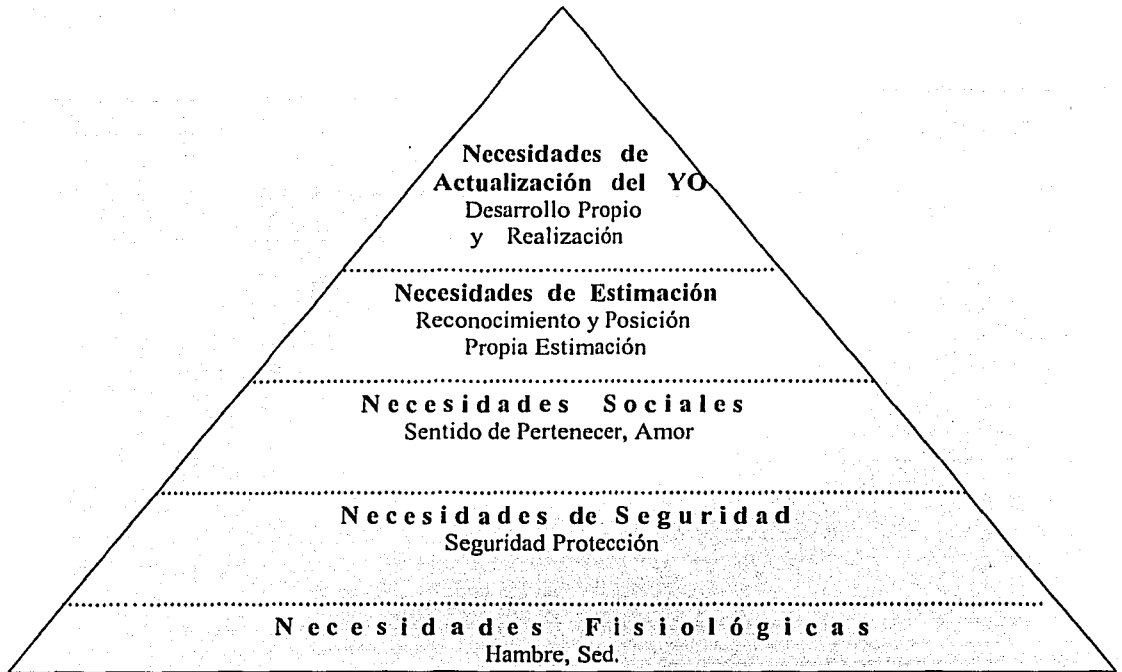 Necesidades de
Actualización del YO
Desarrollo Propio
y Realización
Necesidades de Estimación
Reconocimiento y Posición
Propia Estimación
Necesidades Sociales
Sentido de Pertenecer, Amor
Necesidades de Seguridad
Seguridad Protección
Necesidades Fisiológicas
Hambre, Sed.